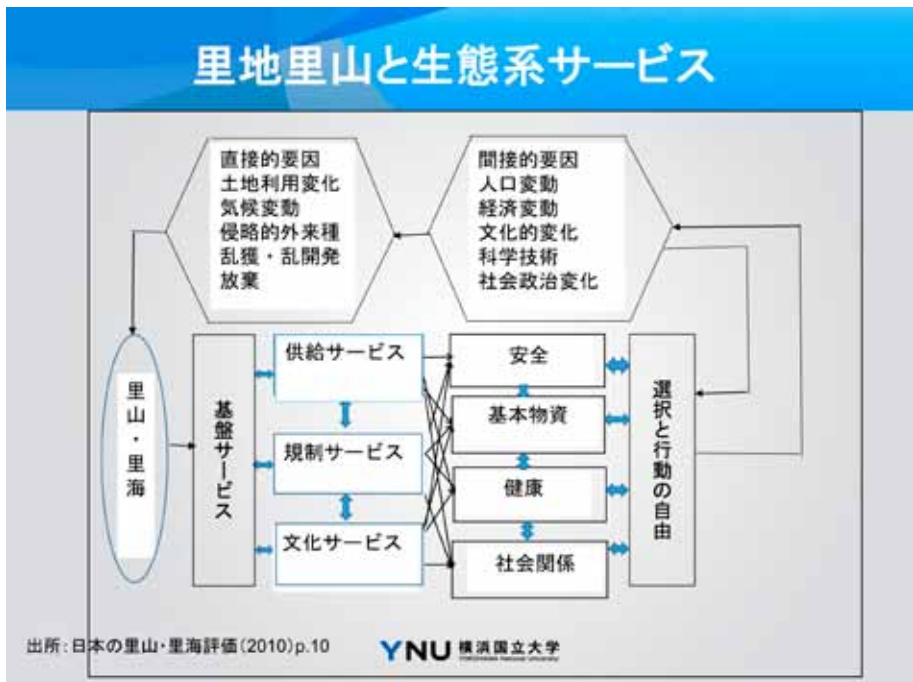 里地里山と生態系サービス
直接的要因
土地利用変化
気候変動
侵略的外来種
乱獲・乱開発
放棄
間接的要因
人口変動
経済変動
文化的変化
科学技術
社会政治変化
里山・里海
基盤サービス
供給サービス
規制サービス
文化サービス
安全
基本物資
健康
社会関係
選択と行動の自由
出所:日本の里山・里海評価(2010)p.10
YNU 横浜国立大学